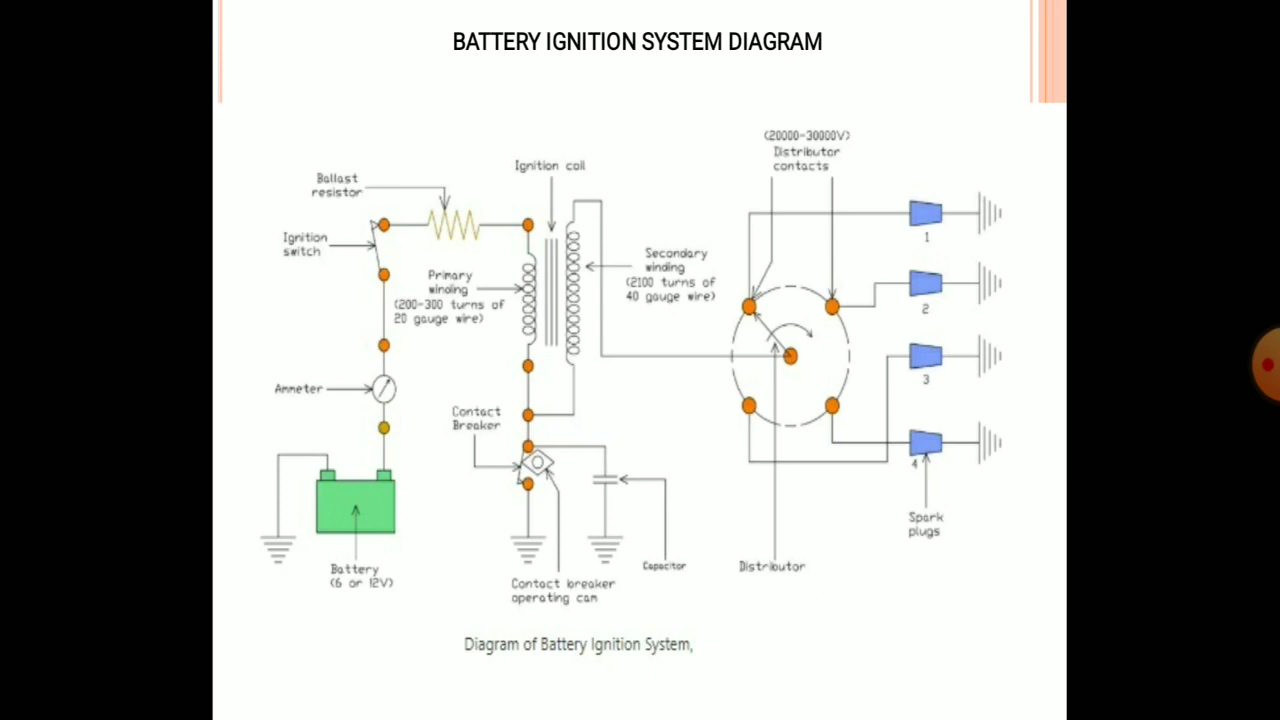 BATTERY IGNITION SYSTEM DIAGRAM
(20000-30000V)
Distributor
contacts
Ignition coil
Ballast
resistor
Ignition
switch
Primary
winding
(200-300 turns of
20 gauge wire)
Secondary
winding
(2100 turns of
40 gauge wire)
1
2
3
4
Ammeter
Contact
Breaker
Spark
plugs
Battery
(6 or 12V)
Contact breaker
operating cam
Capacitor
Distributor
Diagram of Battery Ignition System,